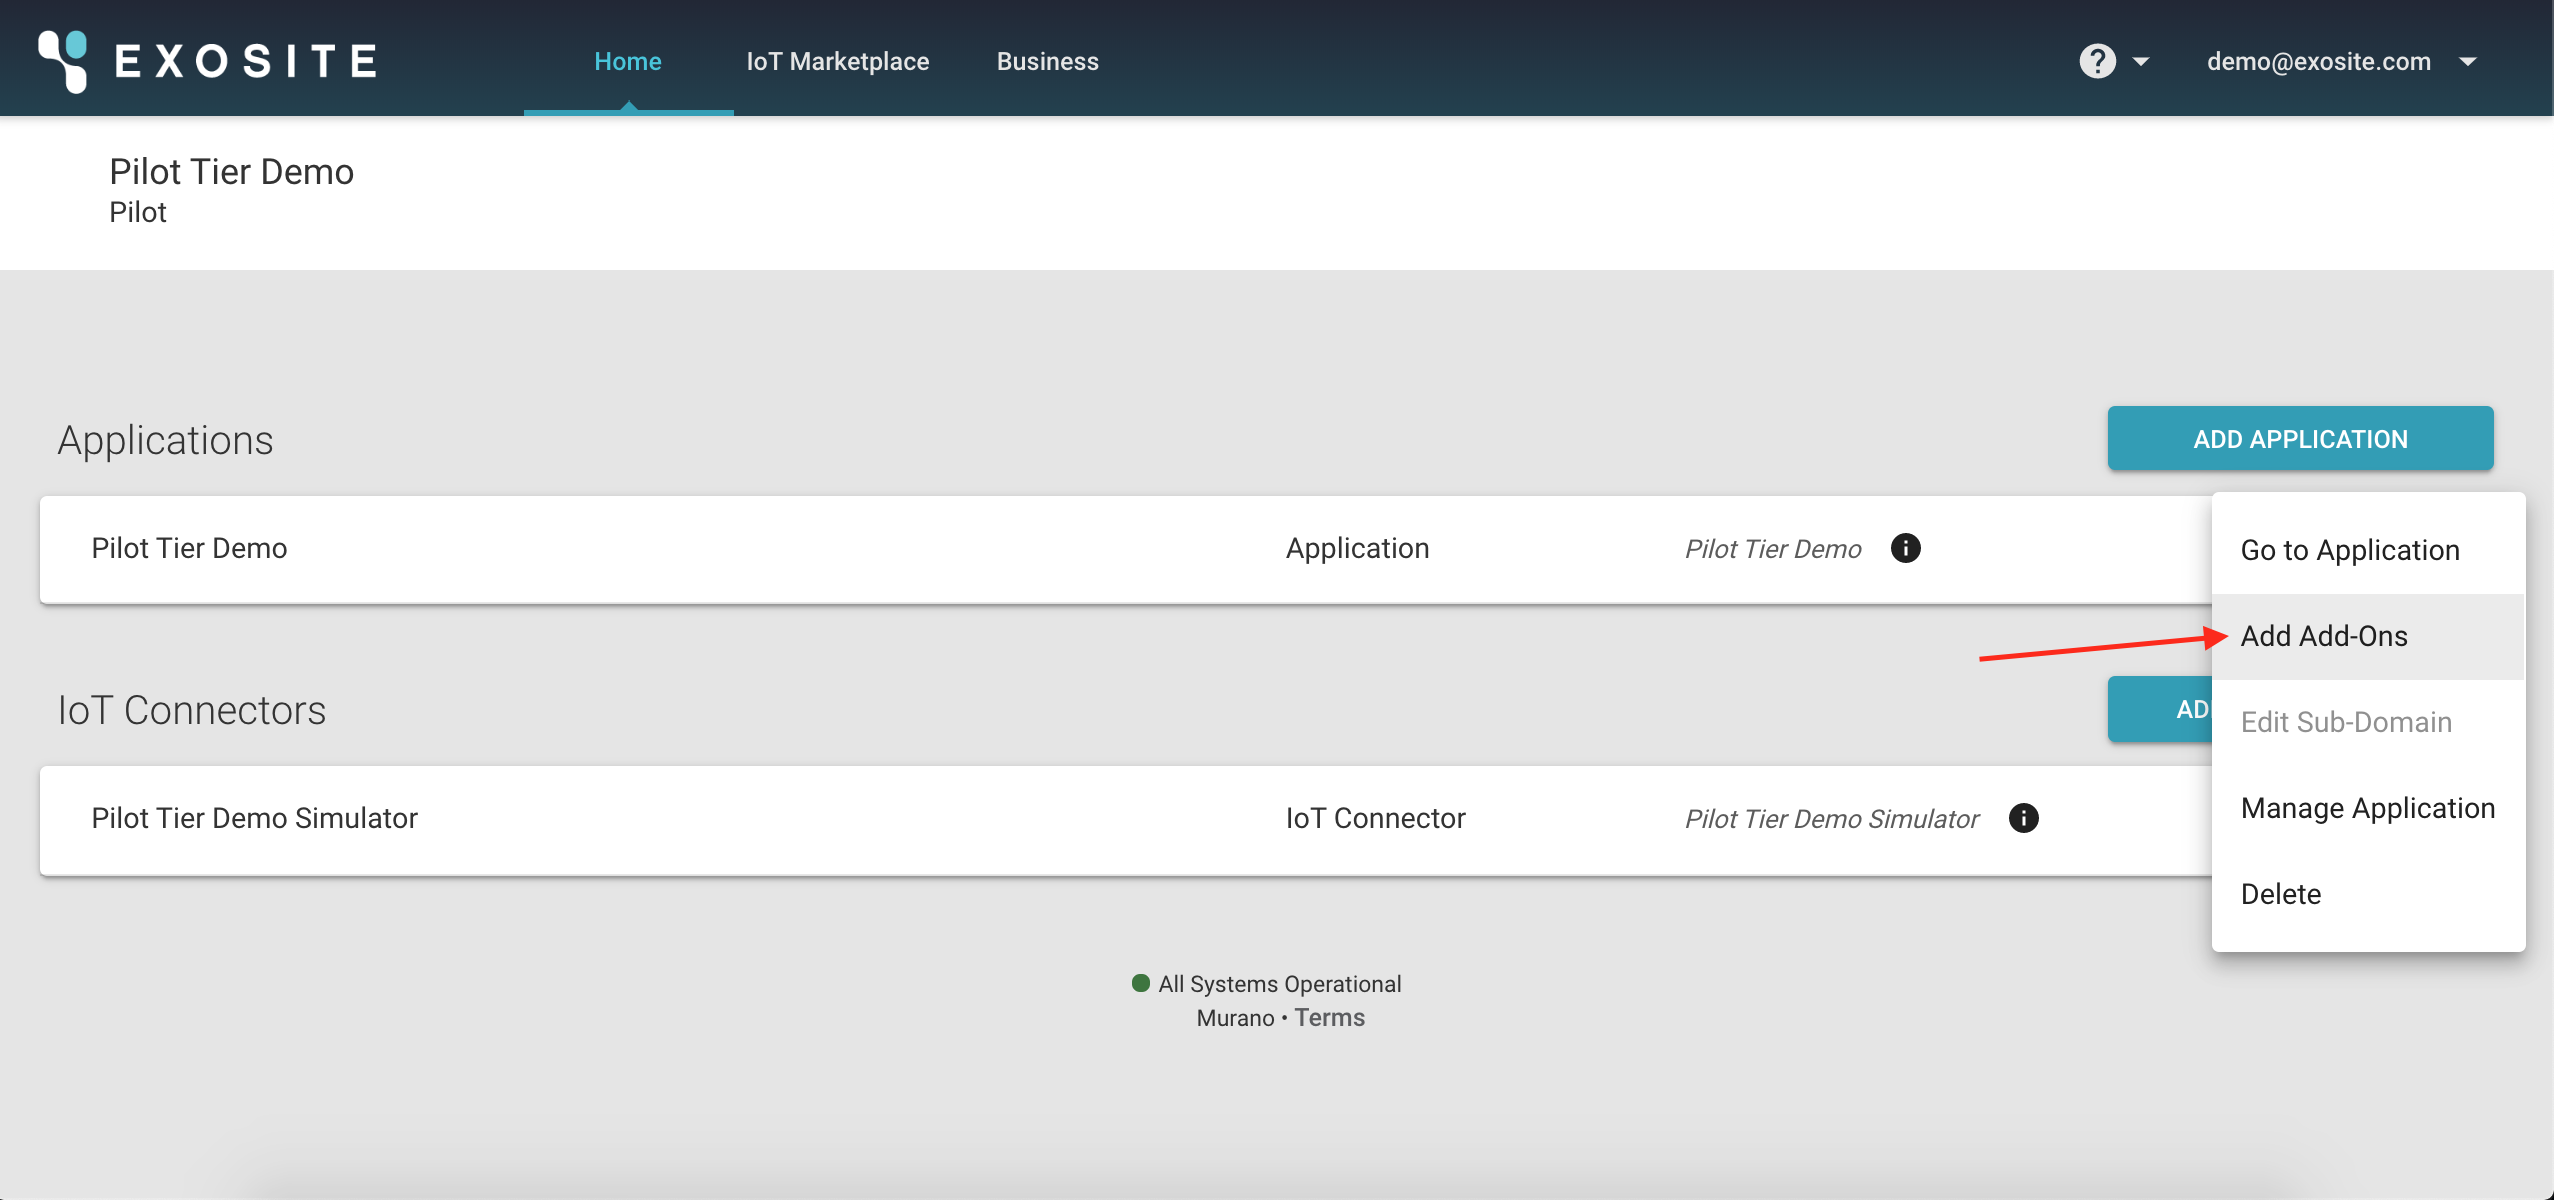 EXOSITE
Home
IoT Marketplace
Business
?
demo@exosite.com
Pilot Tier Demo
Pilot
Applications
ADD APPLICATION
Pilot Tier Demo
Application
Pilot Tier Demo
i
Go to Application
Add Add-Ons
Edit Sub-Domain
Manage Application
Delete
IoT Connectors
Pilot Tier Demo Simulator
IoT Connector
Pilot Tier Demo Simulator
i
All Systems Operational
Murano • Terms